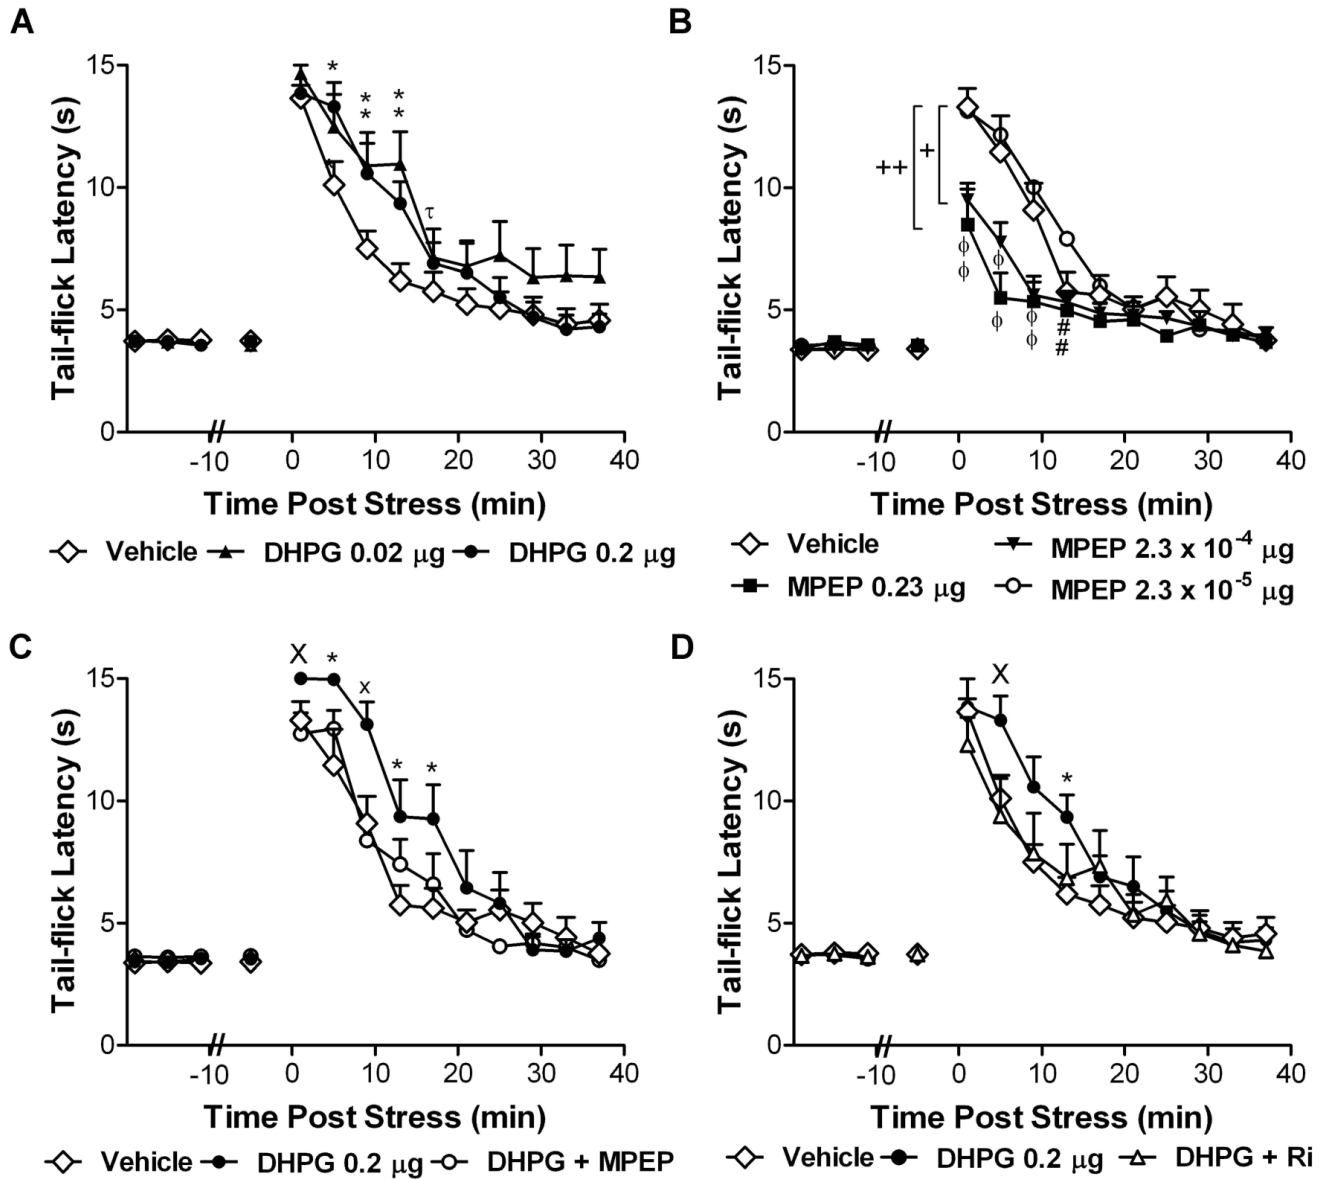 A
15
10
5
0
Tail-flick Latency (s)
*
*
*
*
*
τ
-10 0 10 20 30 40
Time Post Stress (min)
Vehicle DHPG 0.02 μg DHPG 0.2 μg
B
15
10
5
0
Tail-flick Latency (s)
++
+
ϕ
ϕ
ϕ
ϕ
ϕ
ϕ
#
#
-10 0 10 20 30 40
Time Post Stress (min)
Vehicle MPEP 2.3 x 10-4 μg
MPEP 0.23 μg MPEP 2.3 x 10-5 μg
C
15
10
5
0
Tail-flick Latency (s)
X * x * *
-10 0 10 20 30 40
Time Post Stress (min)
Vehicle DHPG 0.2 μg DHPG + MPEP
D
15
10
5
0
Tail-flick Latency (s)
X
*
-10 0 10 20 30 40
Time Post Stress (min)
Vehicle DHPG 0.2 μg DHPG + Ri